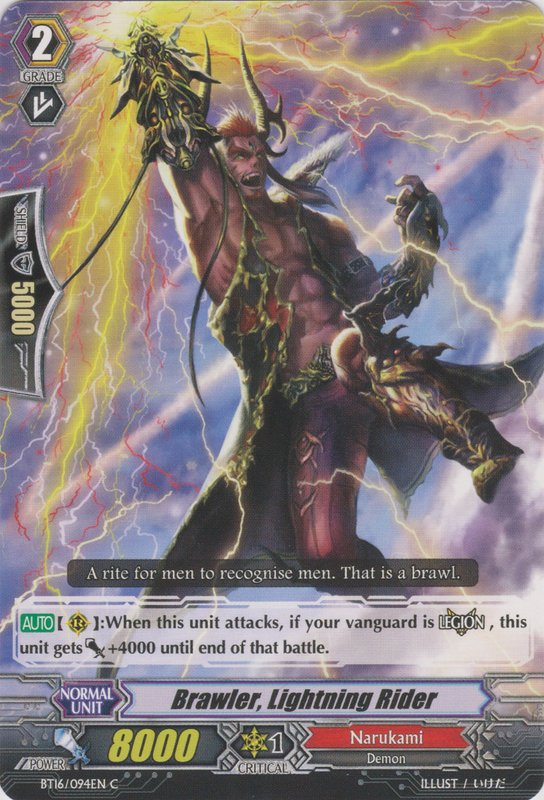 2
GRADE
SHIELD
5000
A rite for men to recognise men. That is a brawl.
AUTO【 R 】:When this unit attacks, if your vanguard is LEGION , this
unit gets +4000 until end of that battle.
NORMAL
UNIT
Brawler, Lightning Rider
POWER
8000
1
CRITICAL
Narukami
Demon
BT16/094EN C
ILLUST / いけだ